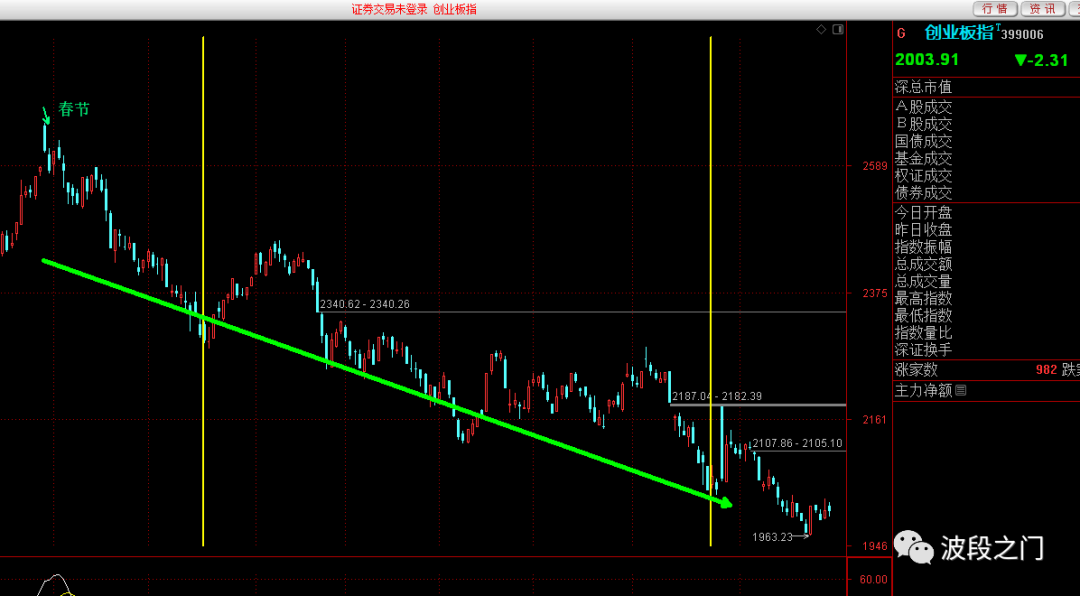 证券交易未登录 创业板指
行情 资讯
G 创业板指T 399006
2003.91 ▼-2.31
深总市值
A股成交
B股成交
国债成交
基金成交
权证成交
债券成交
今日开盘
昨日收盘
指数振幅
总成交额
总成交量
最高指数
最低指数
指数量比
深证换手
涨家数 982 跌
主力净额
春节
2589
2340.62 - 2340.26
2375
2187.04 - 2182.39
2161
2107.86 - 2105.10
1963.23
1946
60.00
波段之门